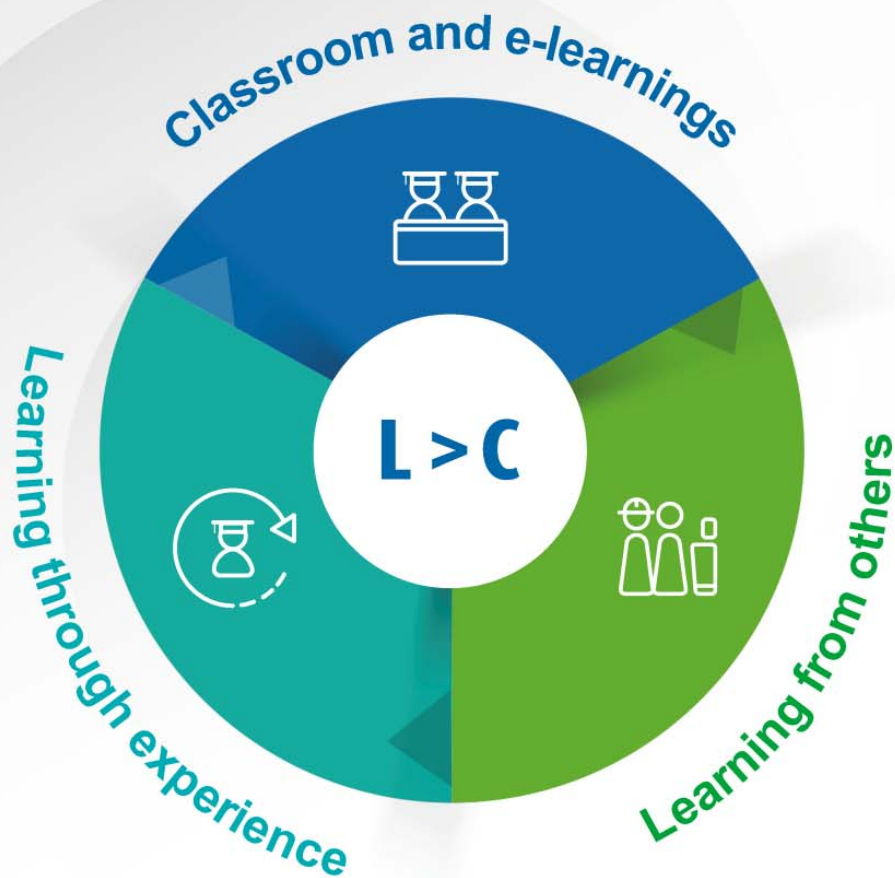 Classroom and e-learnings
L > C
Learning through experience
Learning from others